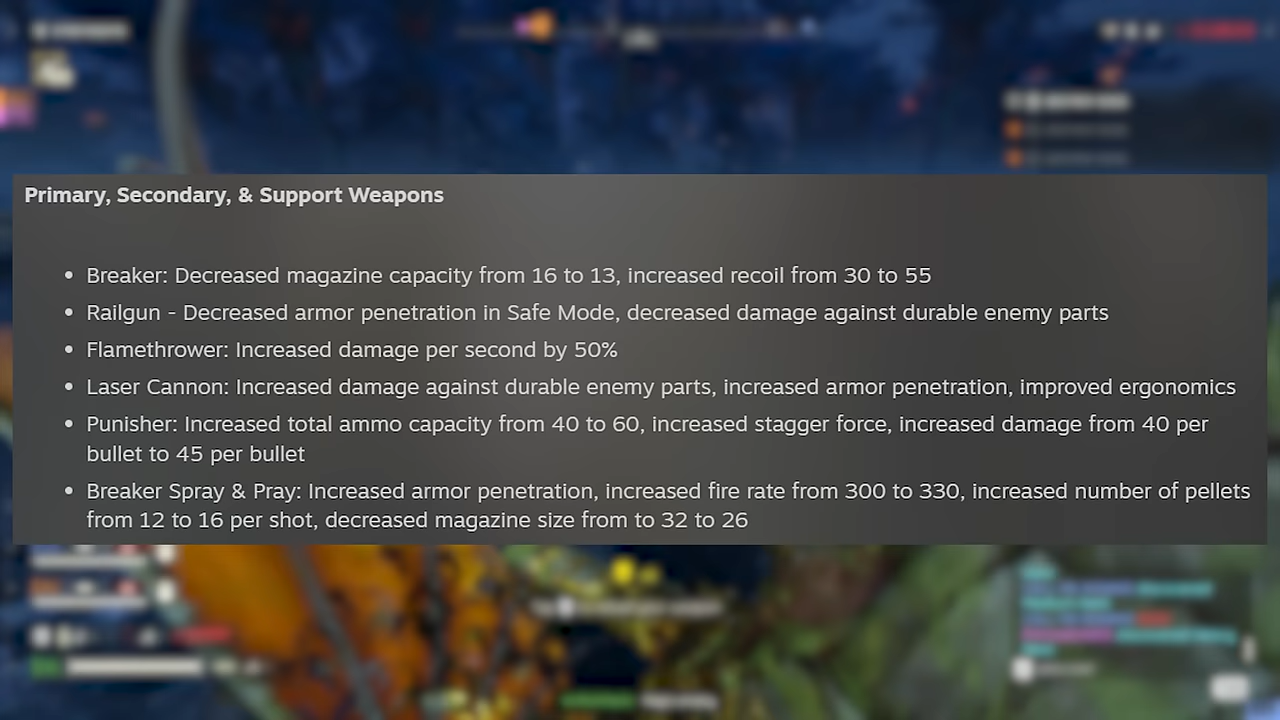 Primary, Secondary, & Support Weapons
• Breaker: Decreased magazine capacity from 16 to 13, increased recoil from 30 to 55
• Railgun - Decreased armor penetration in Safe Mode, decreased damage against durable enemy parts
• Flamethrower: Increased damage per second by 50%
• Laser Cannon: Increased damage against durable enemy parts, increased armor penetration, improved ergonomics
• Punisher: Increased total ammo capacity from 40 to 60, increased stagger force, increased damage from 40 per
bullet to 45 per bullet
• Breaker Spray & Pray: Increased armor penetration, increased fire rate from 300 to 330, increased number of pellets
from 12 to 16 per shot, decreased magazine size from to 32 to 26